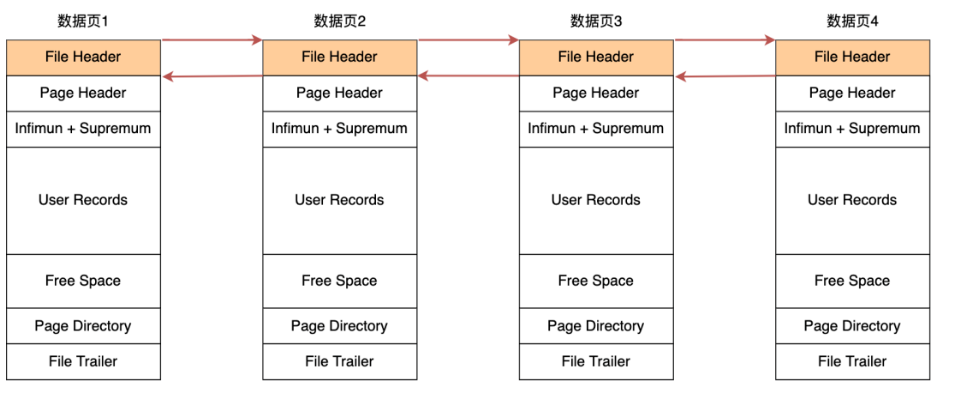 数据页1
数据页2
数据页3
数据页4
File Header
File Header
File Header
File Header
Page Header
Page Header
Page Header
Page Header
Infimun + Supremum
Infimun + Supremum
Infimun + Supremum
Infimun + Supremum
User Records
User Records
User Records
User Records
Free Space
Free Space
Free Space
Free Space
Page Directory
Page Directory
Page Directory
Page Directory
File Trailer
File Trailer
File Trailer
File Trailer